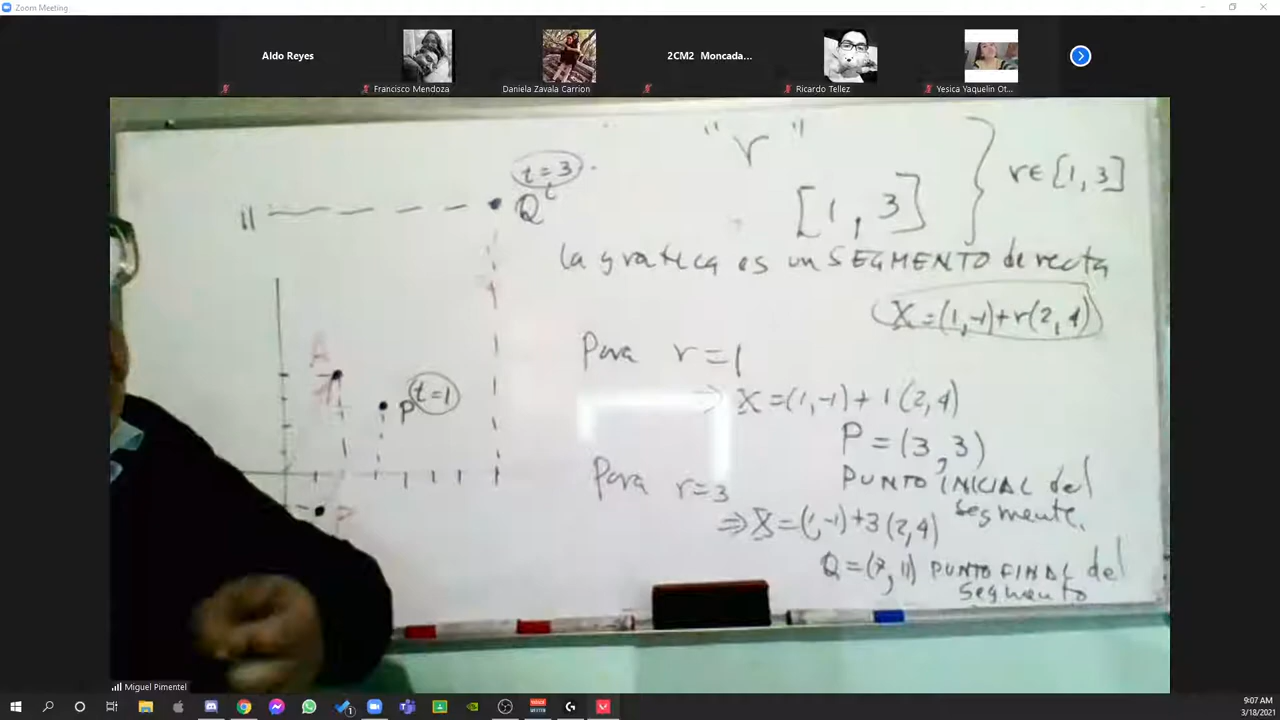 Zoom Meeting
Aldo Reyes
Francisco Mendoza
Daniela Zavala Carrion
2CM2 Moncada...
Ricardo Tellez
Yesica Yaquelin Ot...
"r"
[1, 3]
r∈[1, 3]
la gratica es un SEGMENTO de recta
X=(1,-1)+r(2,4)
Para r=1
⇒ X=(1,-1)+1(2,4)
P=(3,3)
PUNTO INICIAL del
segmente.
Para r=3
⇒X=(1,-1)+3(2,4)
Q=(7,11) PUNTO FINAL del
segmento
t=3
t
11
Q
A
t=1
P
P
Miguel Pimentel
9:07 AM
3/18/2021